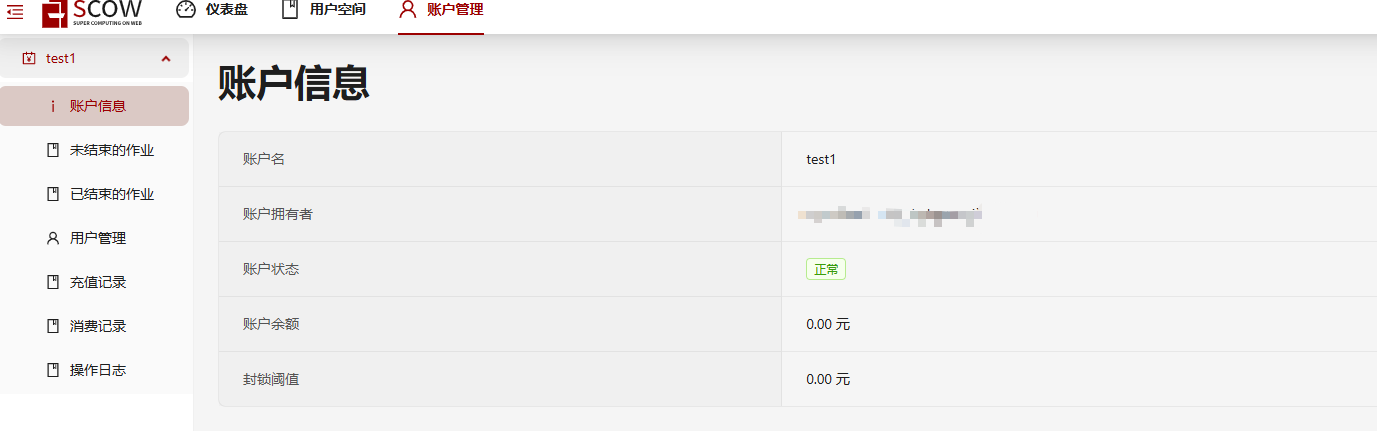 SCOW
SUPER COMPUTING ON WEB
仪表盘
用户空间
账户管理
test1
账户信息
未结束的作业
已结束的作业
用户管理
充值记录
消费记录
操作日志
账户信息
账户名 test1
账户拥有者
账户状态 正常
账户余额 0.00 元
封锁阈值 0.00 元